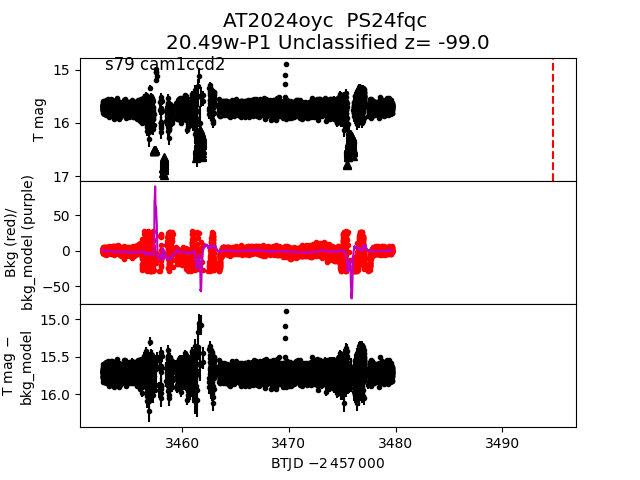 AT2024oyc  PS24fqc
20.49w-P1 Unclassified z= -99.0
s79 cam1ccd2
15
16
17
T mag
50
0
−50
Bkg (red)/
bkg_model (purple)
15.0
15.5
16.0
T mag −
bkg_model
3460
3470
3480
3490
BTJD −2 457 000